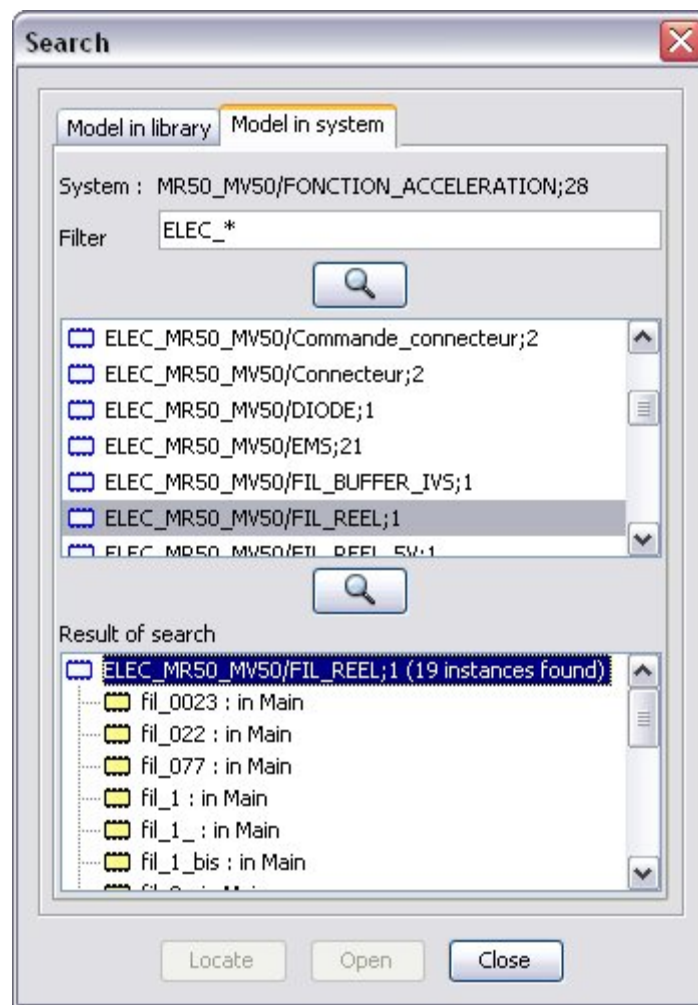 Search
Model in library Model in system
System : MR50_MV50/FONCTION_ACCELERATION;28
Filter ELEC_*
ELEC_MR50_MV50/Commande_connecteur;2
ELEC_MR50_MV50/Connecteur;2
ELEC_MR50_MV50/DIODE;1
ELEC_MR50_MV50/EMS;21
ELEC_MR50_MV50/FIL_BUFFER_IVS;1
ELEC_MR50_MV50/FIL_REEL;1
ELEC_MR50_MV50/FIL_REEL_5V;1
Result of search
ELEC_MR50_MV50/FIL_REEL;1 (19 instances found)
fil_0023 : in Main
fil_022 : in Main
fil_077 : in Main
fil_1 : in Main
fil_1_ : in Main
fil_1_bis : in Main
Locate Open Close